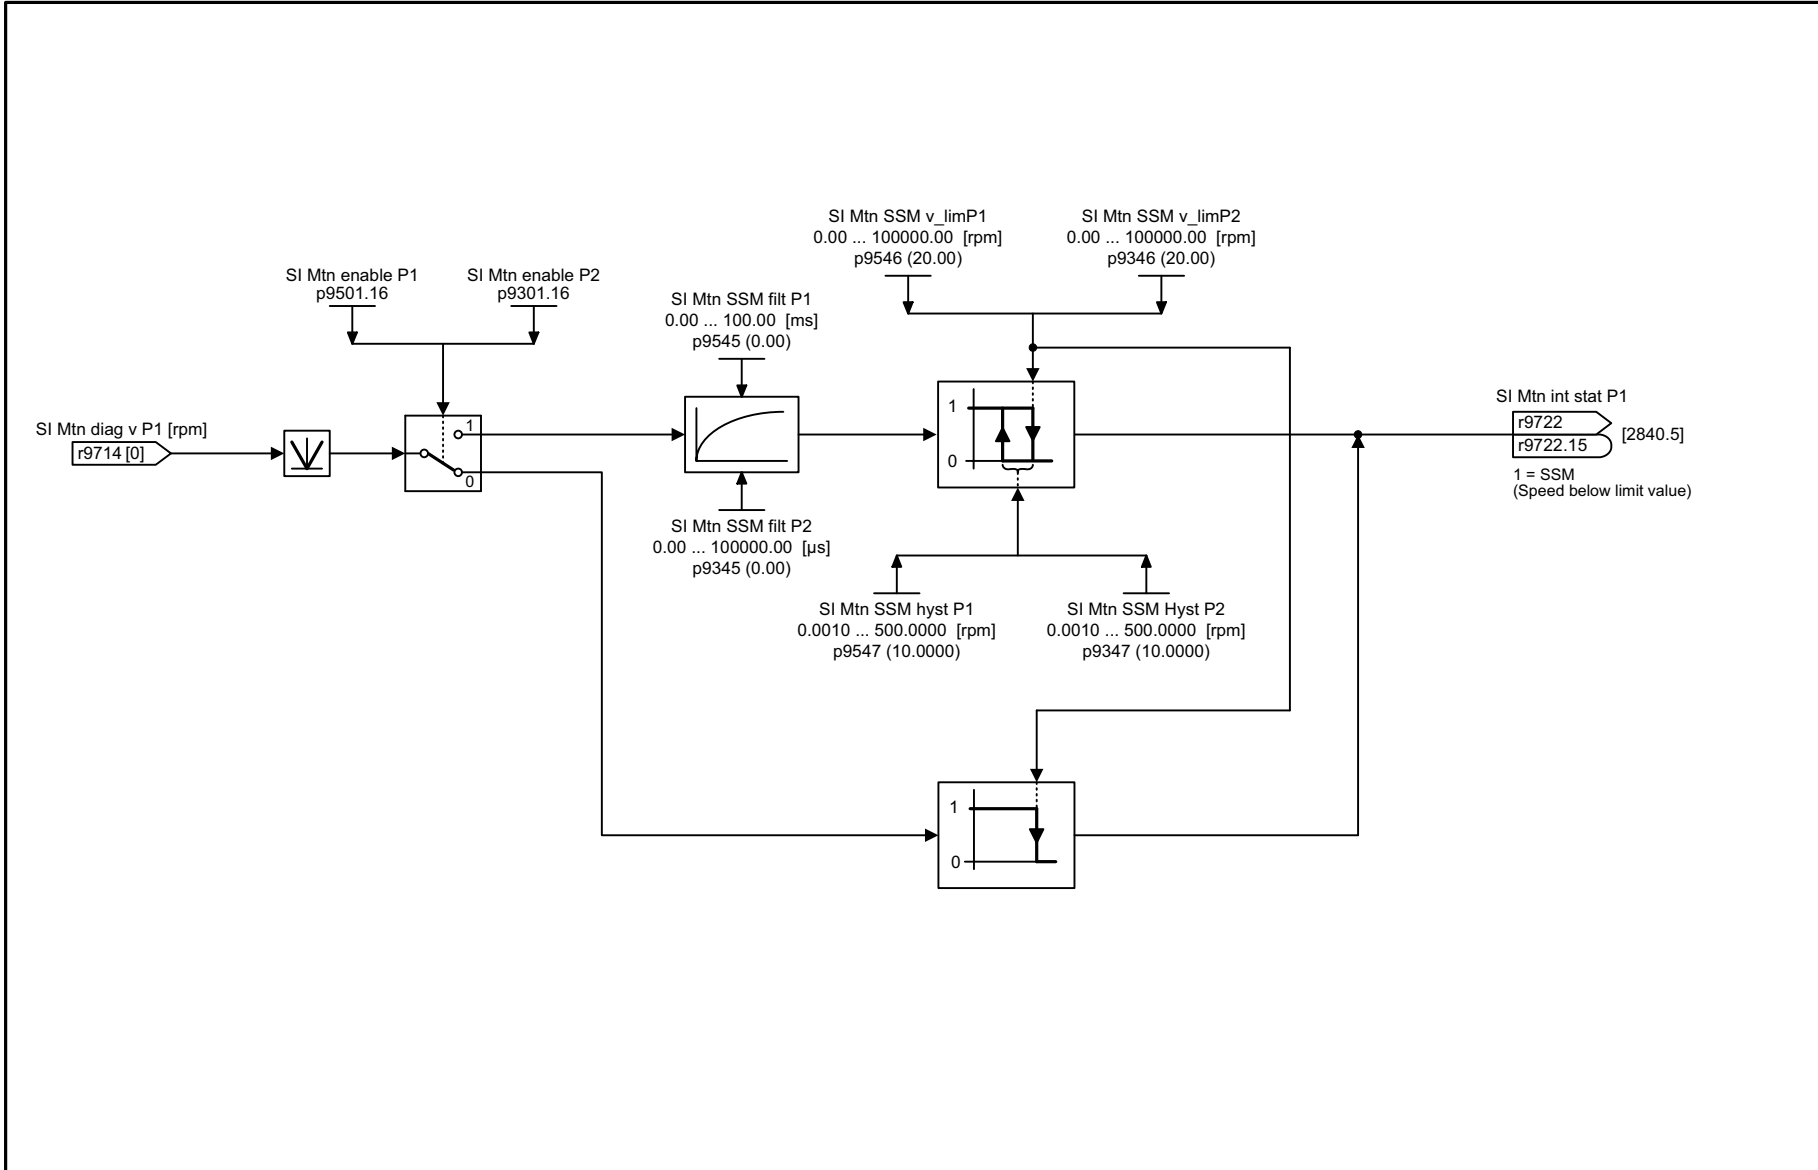 SI Mtn SSM v_limP1
0.00 ... 100000.00 [rpm]
p9546 (20.00)
SI Mtn SSM v_limP2
0.00 ... 100000.00 [rpm]
p9346 (20.00)
SI Mtn enable P1
p9501.16
SI Mtn enable P2
p9301.16
SI Mtn SSM filt P1
0.00 ... 100.00 [ms]
p9545 (0.00)
SI Mtn diag v P1 [rpm]
r9714 [0]
1
0
1
0
SI Mtn int stat P1
r9722
r9722.15
[2840.5]
1 = SSM
(Speed below limit value)
SI Mtn SSM filt P2
0.00 ... 100000.00 [µs]
p9345 (0.00)
SI Mtn SSM hyst P1
0.0010 ... 500.0000 [rpm]
p9547 (10.0000)
SI Mtn SSM Hyst P2
0.0010 ... 500.0000 [rpm]
p9347 (10.0000)
1
0